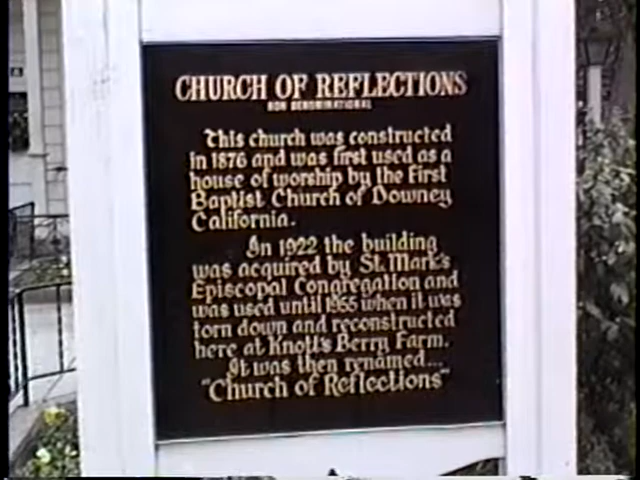 CHURCH OF REFLECTIONS
NON DENOMINATIONAL
This church was constructed
in 1876 and was first used as a
house of worship by the First
Baptist Church of Downey
California.
In 1922 the building
was acquired by St. Mark's
Episcopal Congregation and
was used until 1955 when it was
torn down and reconstructed
here at Knott's Berry Farm.
It was then renamed...
"Church of Reflections"